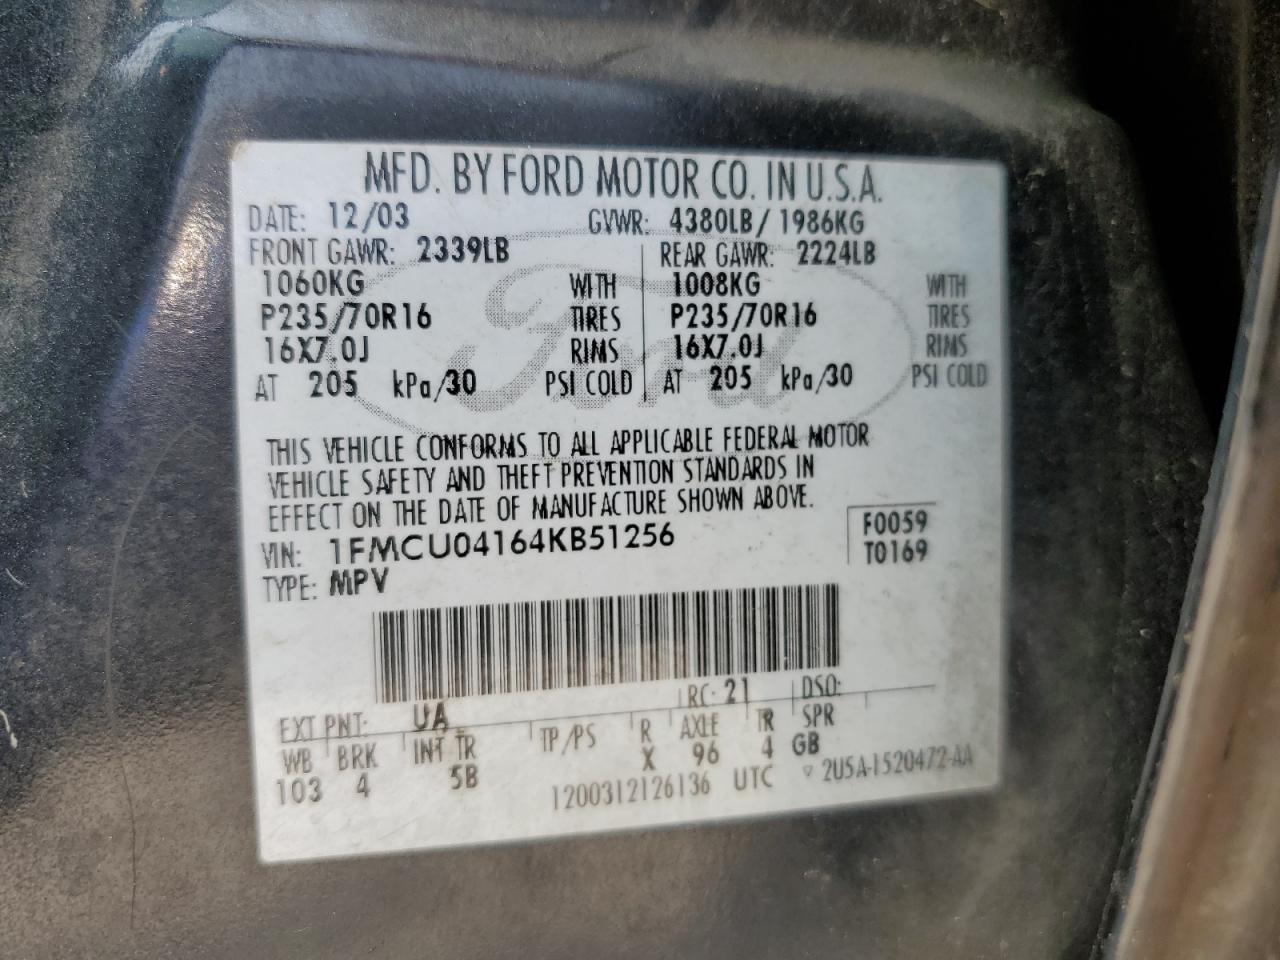 MFD. BY FORD MOTOR CO. IN U.S.A.
DATE: 12/03 GVWR: 4380LB/ 1986KG
FRONT GAWR: 2339LB REAR GAWR: 2224LB
1060KG WITH 1008KG WITH
P235/70R16 TIRES P235/70R16 TIRES
16X7.0J RIMS 16X7.0J RIMS
AT 205 kPa/30 PSI COLD AT 205 kPa/30 PSI COLD
Ford
THIS VEHICLE CONFORMS TO ALL APPLICABLE FEDERAL MOTOR
VEHICLE SAFETY AND THEFT PREVENTION STANDARDS IN
EFFECT ON THE DATE OF MANUFACTURE SHOWN ABOVE.
VIN: 1FMCU04164KB51256 F0059
TYPE: MPV T0169
EXT PNT: UA RC: 21 DSO:
WB BRK INT TR TP/PS R AXLE TR SPR
103 4 5B X 96 4 GB
1200312126136 UTC ▽ 2U5A-1520472-AA